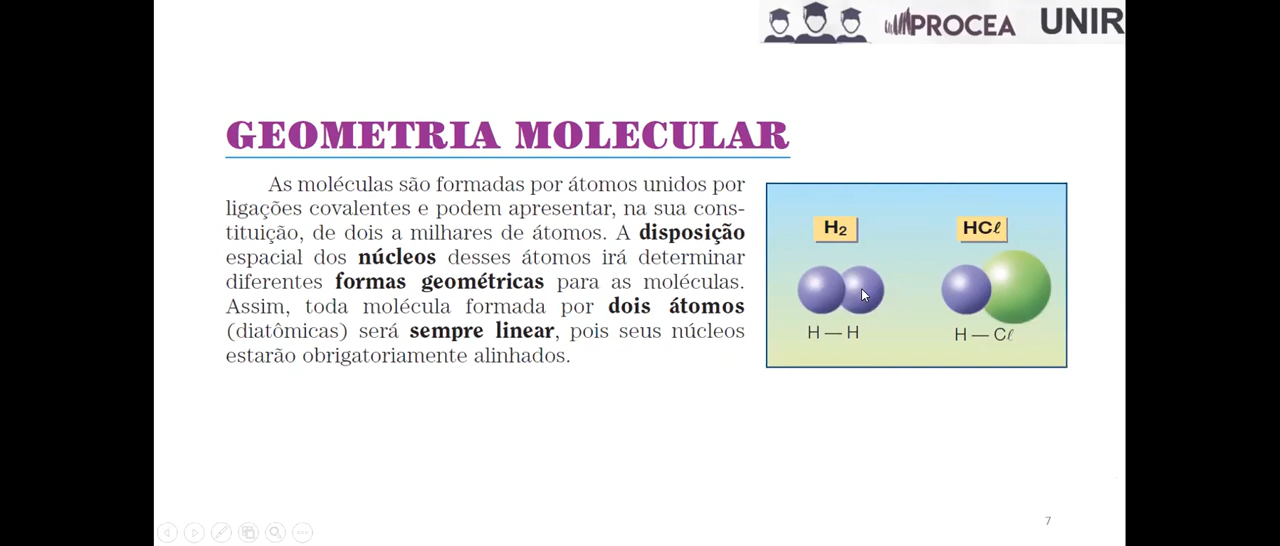 PROCEA UNIR
GEOMETRIA MOLECULAR
As moléculas são formadas por átomos unidos por
ligações covalentes e podem apresentar, na sua cons-
tituição, de dois a milhares de átomos. A disposição
espacial dos núcleos desses átomos irá determinar
diferentes formas geométricas para as moléculas.
Assim, toda molécula formada por dois átomos
(diatômicas) será sempre linear, pois seus núcleos
estarão obrigatoriamente alinhados.
H₂ HCℓ
H — H H — Cℓ
7